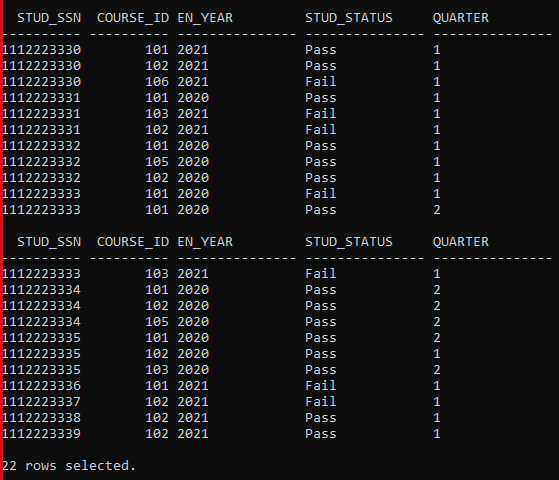 STUD_SSN  COURSE_ID EN_YEAR         STUD_STATUS     QUARTER
---------- ---------- --------------- --------------- ---------------
1112223330        101 2021            Pass            1
1112223330        102 2021            Pass            1
1112223330        106 2021            Fail            1
1112223331        101 2020            Pass            1
1112223331        103 2021            Fail            1
1112223331        102 2021            Fail            1
1112223332        101 2020            Pass            1
1112223332        105 2020            Pass            1
1112223332        102 2020            Pass            1
1112223333        101 2020            Fail            1
1112223333        101 2020            Pass            2
STUD_SSN  COURSE_ID EN_YEAR         STUD_STATUS     QUARTER
---------- ---------- --------------- --------------- ---------------
1112223333        103 2021            Fail            1
1112223334        101 2020            Pass            2
1112223334        102 2020            Pass            2
1112223334        105 2020            Pass            2
1112223335        101 2020            Pass            2
1112223335        102 2020            Pass            1
1112223335        103 2020            Pass            2
1112223336        101 2021            Fail            1
1112223337        102 2021            Fail            1
1112223338        102 2021            Pass            1
1112223339        102 2021            Pass            1
22 rows selected.